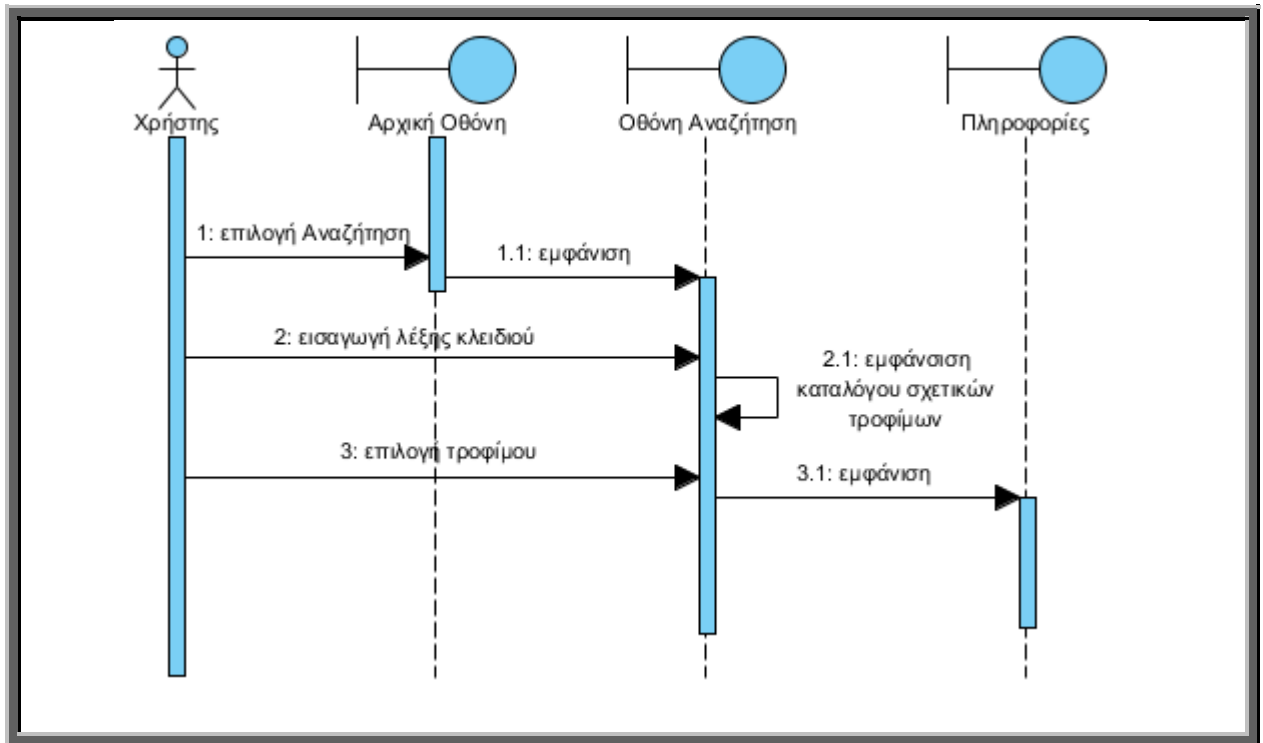 Χρήστης
Αρχική Οθόνη
Οθόνη Αναζήτηση
Πληροφορίες
1: επιλογή Αναζήτηση
1.1: εμφάνιση
2: εισαγωγή λέξης κλειδιού
2.1: εμφάνσιση
καταλόγου σχετικών
τροφίμων
3: επιλογή τροφίμου
3.1: εμφάνιση